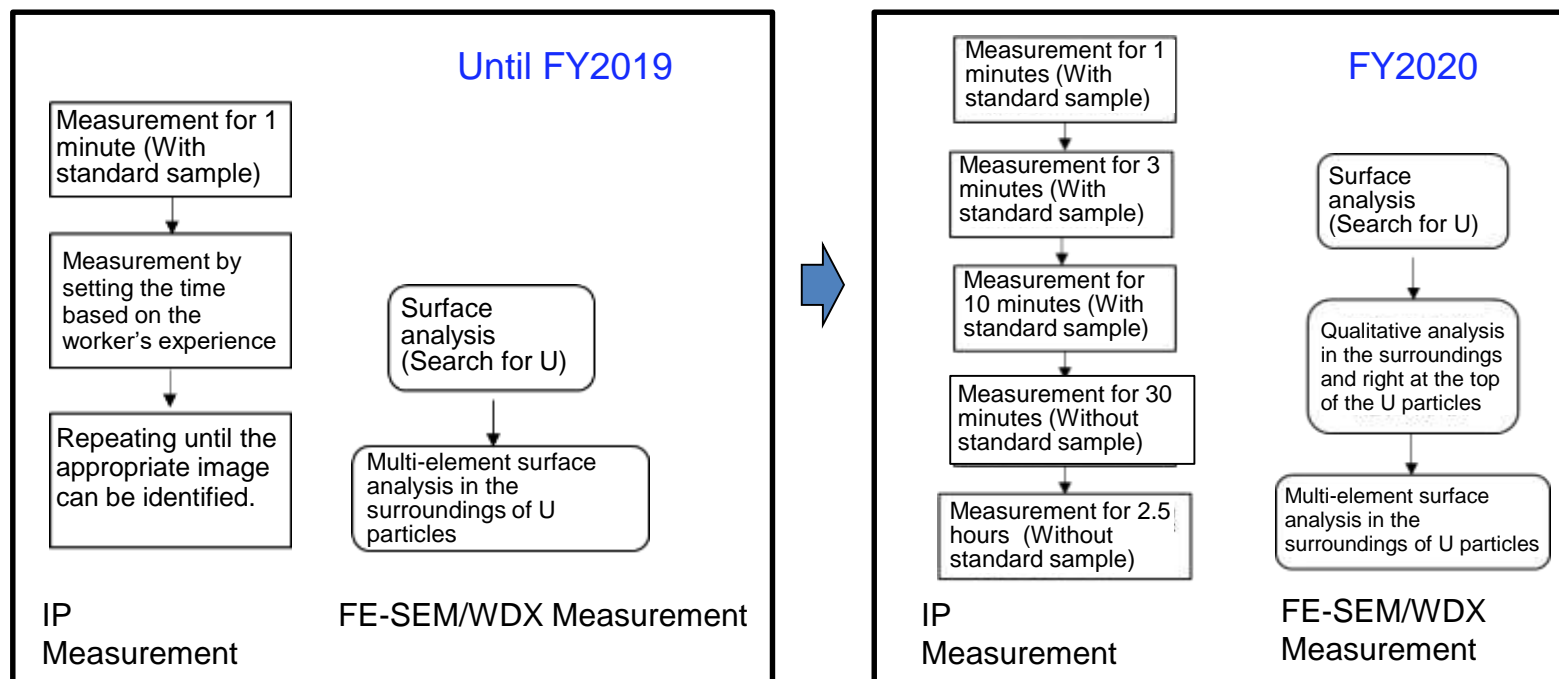 Until FY2019
Measurement for 1
minute (With
standard sample)
Measurement by
setting the time
based on the
worker’s experience
Repeating until the
appropriate image
can be identified.
IP
Measurement
Surface
analysis
(Search for U)
Multi-element surface
analysis in the
surroundings of U
particles
FE-SEM/WDX Measurement
FY2020
Measurement for 1
minutes (With
standard sample)
Measurement for 3
minutes (With
standard sample)
Measurement for
10 minutes (With
standard sample)
Measurement for 30
minutes (Without
standard sample)
Measurement for 2.5
hours (Without
standard sample)
IP
Measurement
Surface
analysis
(Search for U)
Qualitative analysis
in the surroundings
and right at the top
of the U particles
Multi-element surface
analysis in the
surroundings of U particles
FE-SEM/WDX
Measurement